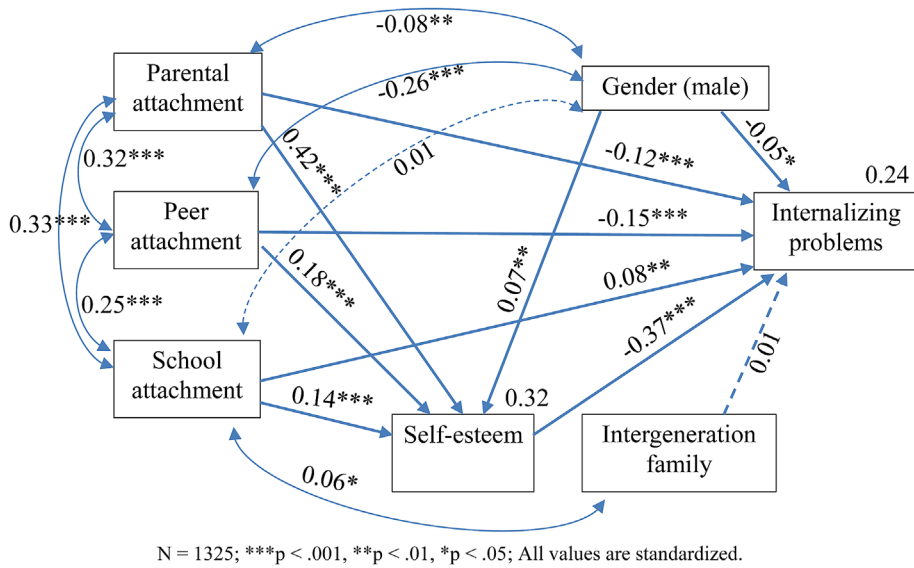 -0.08**
Parental
attachment
Gender (male)
-0.26***
0.42***
0.01
-0.12***
-0.05*
0.32***
0.24
Peer
attachment
Internalizing
problems
0.33***
-0.15***
0.18***
0.07**
0.08**
0.25***
-0.37***
0.01
School
attachment
0.14***
0.32
Self-esteem
Intergeneration
family
0.06*
N = 1325; ***p < .001, **p < .01, *p < .05; All values are standardized.